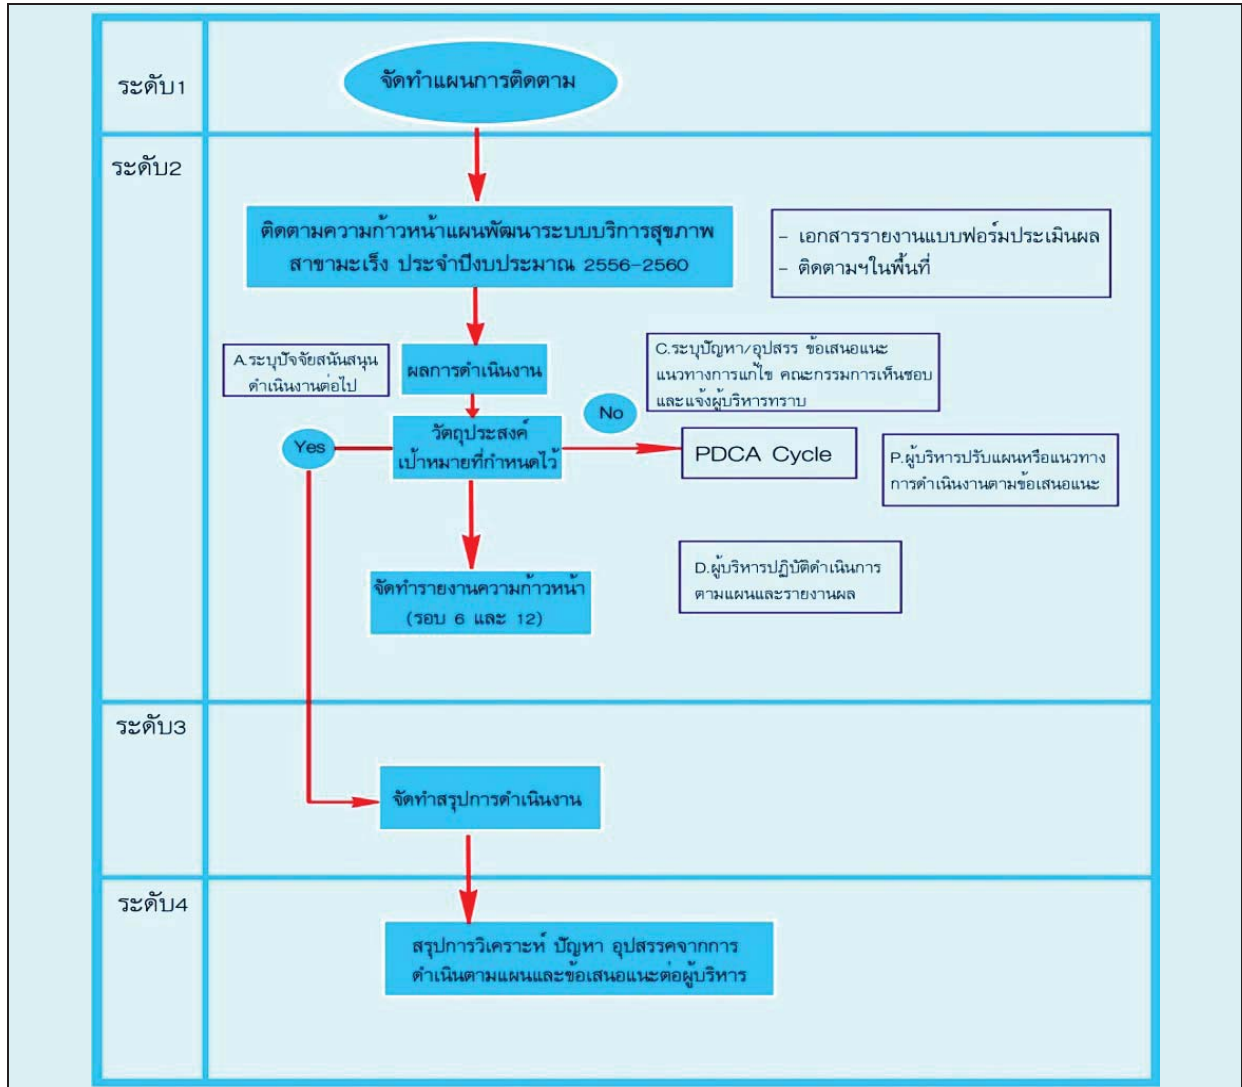 ระดับ1
จัดทำแผนการติดตาม
ระดับ2
ติดตามความก้าวหน้าแผนพัฒนาระบบบริการสุขภาพ
สาขามะเร็ง ประจำปีงบประมาณ 2556-2560
- เอกสารรายงานแบบฟอร์มประเมินผล
- ติดตามฯในพื้นที่
A.ระบุปัจจัยสนันสนุน
ดำเนินงานต่อไป
ผลการดำเนินงาน
C.ระบุปัญหา/อุปสรร ข้อเสนอแนะ
แนวทางการแก้ไข คณะกรรมการเห็นชอบ
และแจ้งผู้บริหารทราบ
No
Yes
วัตถุประสงค์
เป้าหมายที่กำหนดไว้
PDCA Cycle
P.ผู้บริหารปรับแผนหรือแนวทาง
การดำเนินงานตามข้อเสนอแนะ
D.ผู้บริหารปฏิบัติดำเนินการ
ตามแผนและรายงานผล
จัดทำรายงานความก้าวหน้า
(รอบ 6 และ 12)
ระดับ3
จัดทำสรุปการดำเนินงาน
ระดับ4
สรุปการวิเคราะห์ ปัญหา อุปสรรคจากการ
ดำเนินตามแผนและข้อเสนอแนะต่อผู้บริหาร